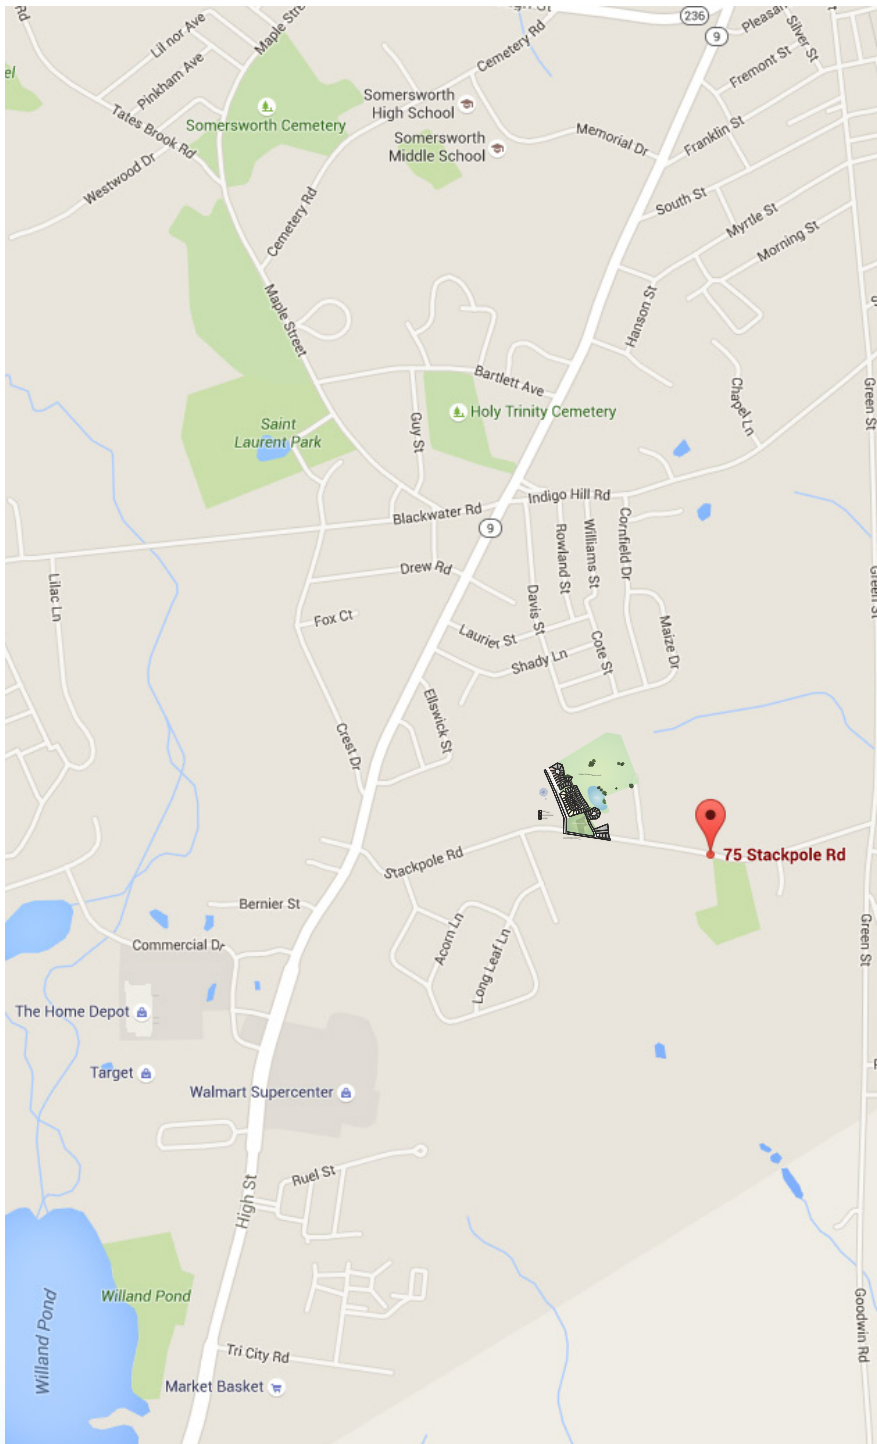 236
9
Pleasan
Silver St
Lil nor Ave
Maple Stre
Cemetery Rd
Pinkham Ave
Fremont St
el
Somersworth
High School
Tates Brook Rd
Somersworth Cemetery
Somersworth
Middle School
Memorial Dr
Franklin St
Westwood Dr
South St
Cemetery Rd
Myrtle St
Morning St
Maple Street
Hanson St
Bartlett Ave
Chapel Ln
Green St
Holy Trinity Cemetery
Saint
Laurent Park
Guy St
Indigo Hill Rd
Blackwater Rd
9
Rowland St
Williams St
Cornfield Dr
Drew Rd
Lilac Ln
Davis St
Green St
Fox Ct
Laurier St
Cote St
Maize Dr
Shady Ln
Ellswick St
Crest Dr
Stackpole Rd
75 Stackpole Rd
Bernier St
Acorn Ln
Long Leaf Ln
Green St
Commercial Dr
The Home Depot
Target
Walmart Supercenter
Ruel St
High St
Willand Pond
Willand Pond
Goodwin Rd
Tri City Rd
Market Basket